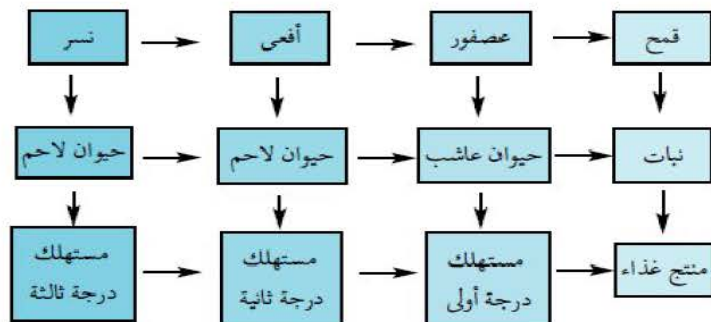 قمح
عصفور
أفعى
نسر
نبات
حيوان عاشب
حيوان لاحم
حيوان لاحم
منتج غذاء
مستهلك
درجة أولى
مستهلك
درجة ثانية
مستهلك
درجة ثالثة